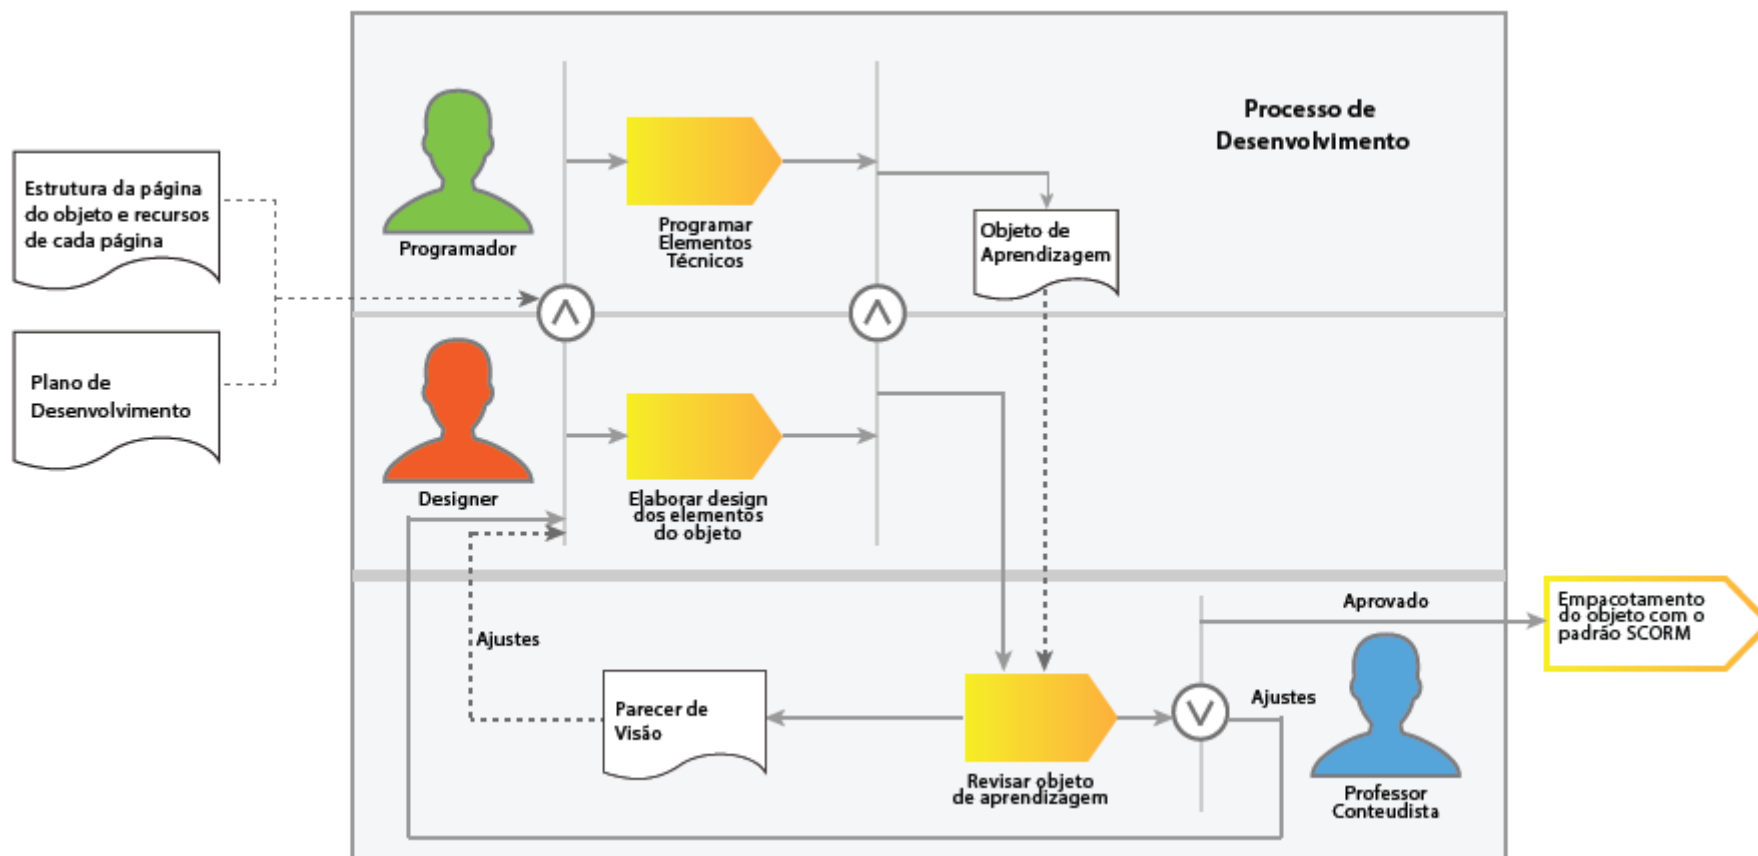 Processo de
Desenvolvimento
Estrutura da página
do objeto e recursos
de cada página
Programador
Programar
Elementos
Técnicos
Objeto de
Aprendizagem
Plano de
Desenvolvimento
Designer
Elaborar design
dos elementos
do objeto
Aprovado
Empacotamento
do objeto com o
padrão SCORM
Ajustes
Parecer de
Visão
Revisar objeto
de aprendizagem
Ajustes
Professor
Conteudista